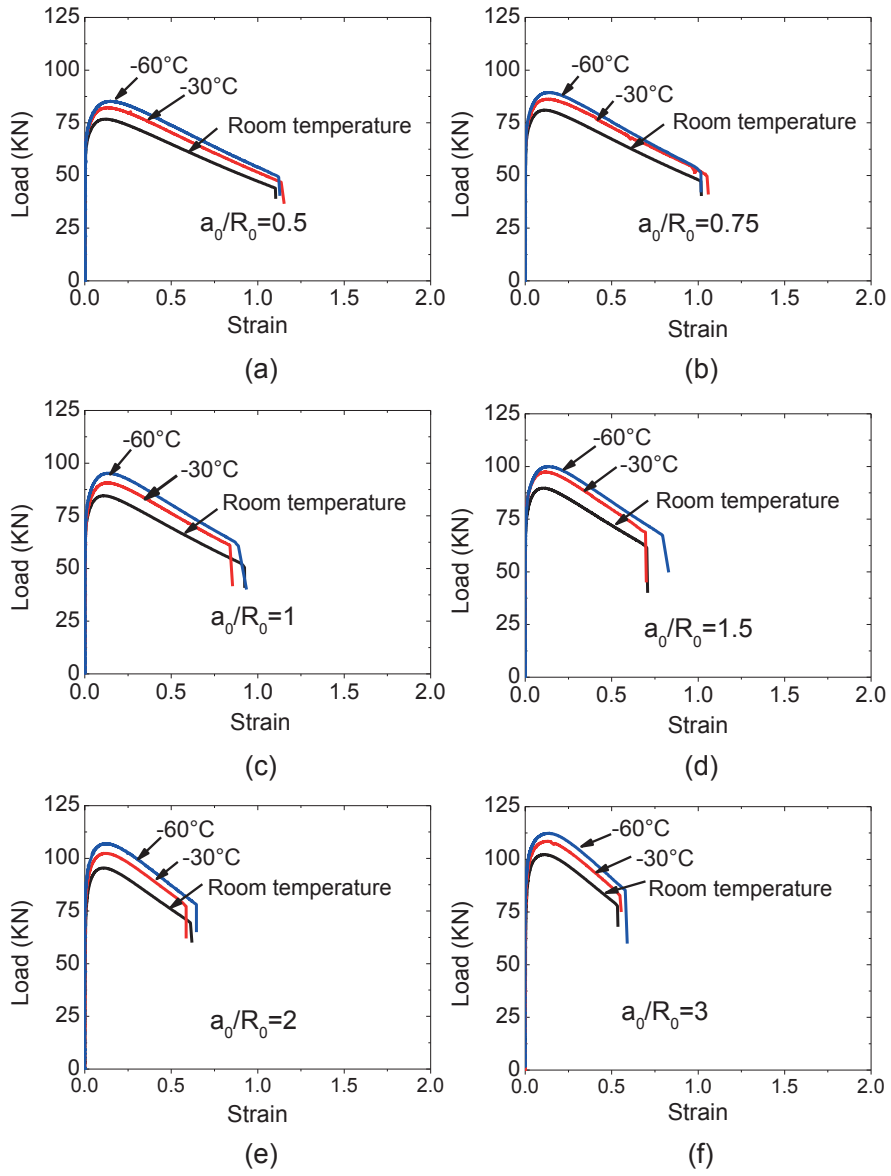 125
100
75
50
25
0
Load (KN)
-60°C
-30°C
Room temperature
a0/R0=0.5
0.0 0.5 1.0 1.5 2.0
Strain
(a)
125
100
75
50
25
0
Load (KN)
-60°C
-30°C
Room temperature
a0/R0=0.75
0.0 0.5 1.0 1.5 2.0
Strain
(b)
125
100
75
50
25
0
Load (KN)
-60°C
-30°C
Room temperature
a0/R0=1
0.0 0.5 1.0 1.5 2.0
Strain
(c)
125
100
75
50
25
0
Load (KN)
-60°C
-30°C
Room temperature
a0/R0=1.5
0.0 0.5 1.0 1.5 2.0
Strain
(d)
125
100
75
50
25
0
Load (KN)
-60°C
-30°C
Room temperature
a0/R0=2
0.0 0.5 1.0 1.5 2.0
Strain
(e)
125
100
75
50
25
0
Load (KN)
-60°C
-30°C
Room temperature
a0/R0=3
0.0 0.5 1.0 1.5 2.0
Strain
(f)